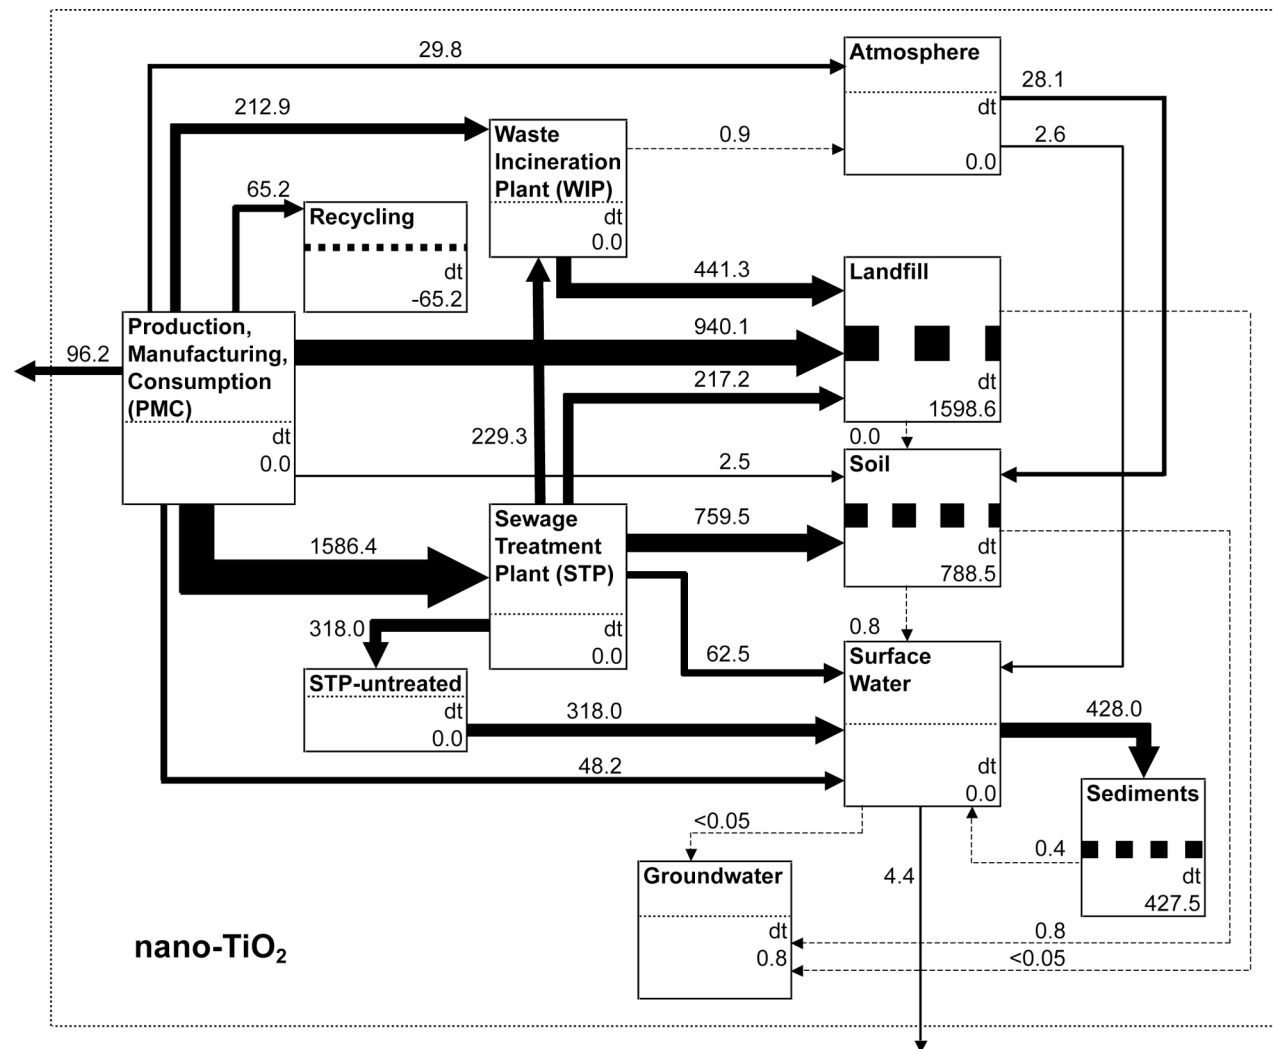 29.8
Atmosphere
28.1
dt
0.0
2.6
212.9
Waste
Incineration
Plant (WIP)
dt
0.0
0.9
65.2
Recycling
dt
-65.2
441.3
Landfill
dt
1598.6
940.1
217.2
96.2
Production,
Manufacturing,
Consumption
(PMC)
dt
0.0
229.3
0.0
2.5
Soil
dt
788.5
Sewage
Treatment
Plant (STP)
dt
0.0
759.5
1586.4
318.0
STP-untreated
dt
0.0
62.5
0.8
Surface
Water
dt
0.0
318.0
428.0
48.2
Sediments
dt
427.5
<0.05
0.4
Groundwater
dt
0.8
4.4
0.8
<0.05
nano-TiO₂